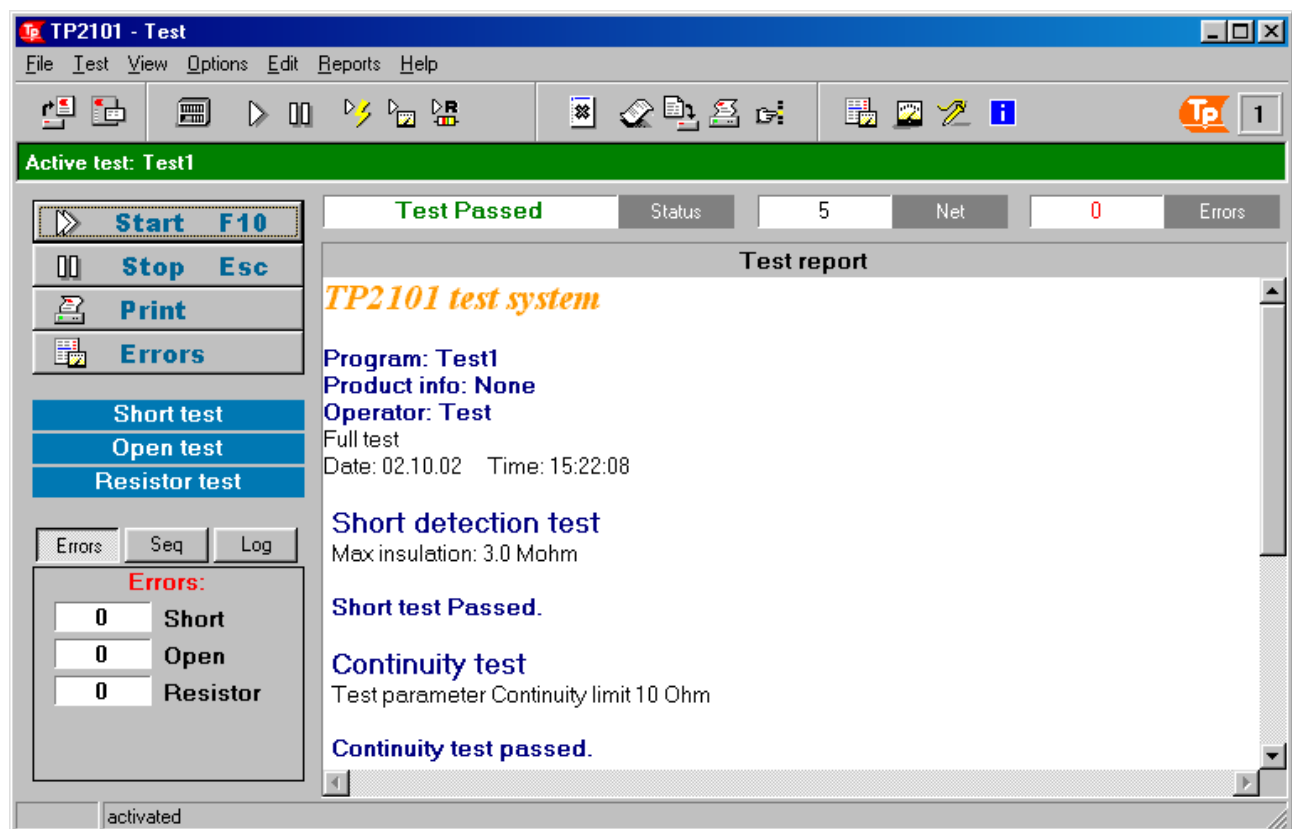 Tp TP2101 - Test
File Test View Options Edit Reports Help
R
i
Tp 1
Active test: Test1
Start F10
Stop Esc
Print
Errors
Test Passed Status 5 Net 0 Errors
Test report
TP2101 test system
Program: Test1
Product info: None
Operator: Test
Full test
Date: 02.10.02 Time: 15:22:08
Short detection test
Max insulation: 3.0 Mohm
Short test Passed.
Continuity test
Test parameter Continuity limit 10 Ohm
Continuity test passed.
Short test
Open test
Resistor test
Errors Seq Log
Errors:
0 Short
0 Open
0 Resistor
activated